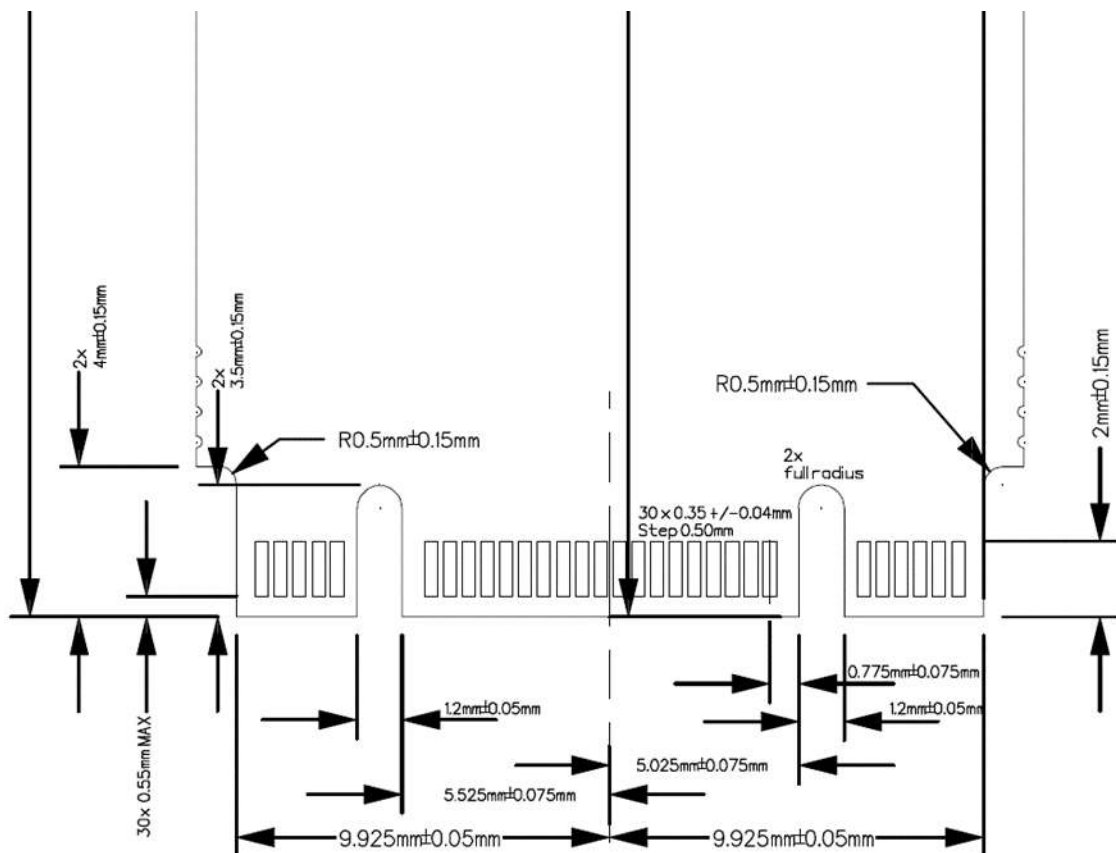 2x
4mm±0.15mm
2x
3.5mm±0.15mm
R0.5mm±0.15mm
R0.5mm±0.15mm
2mm±0.15mm
2x
full radius
30 x 0.35 +/-0.04mm
Step 0.50mm
30x 0.55mm MAX
0.775mm±0.075mm
1.2mm±0.05mm
1.2mm±0.05mm
5.025mm±0.075mm
5.525mm±0.075mm
9.925mm±0.05mm
9.925mm±0.05mm